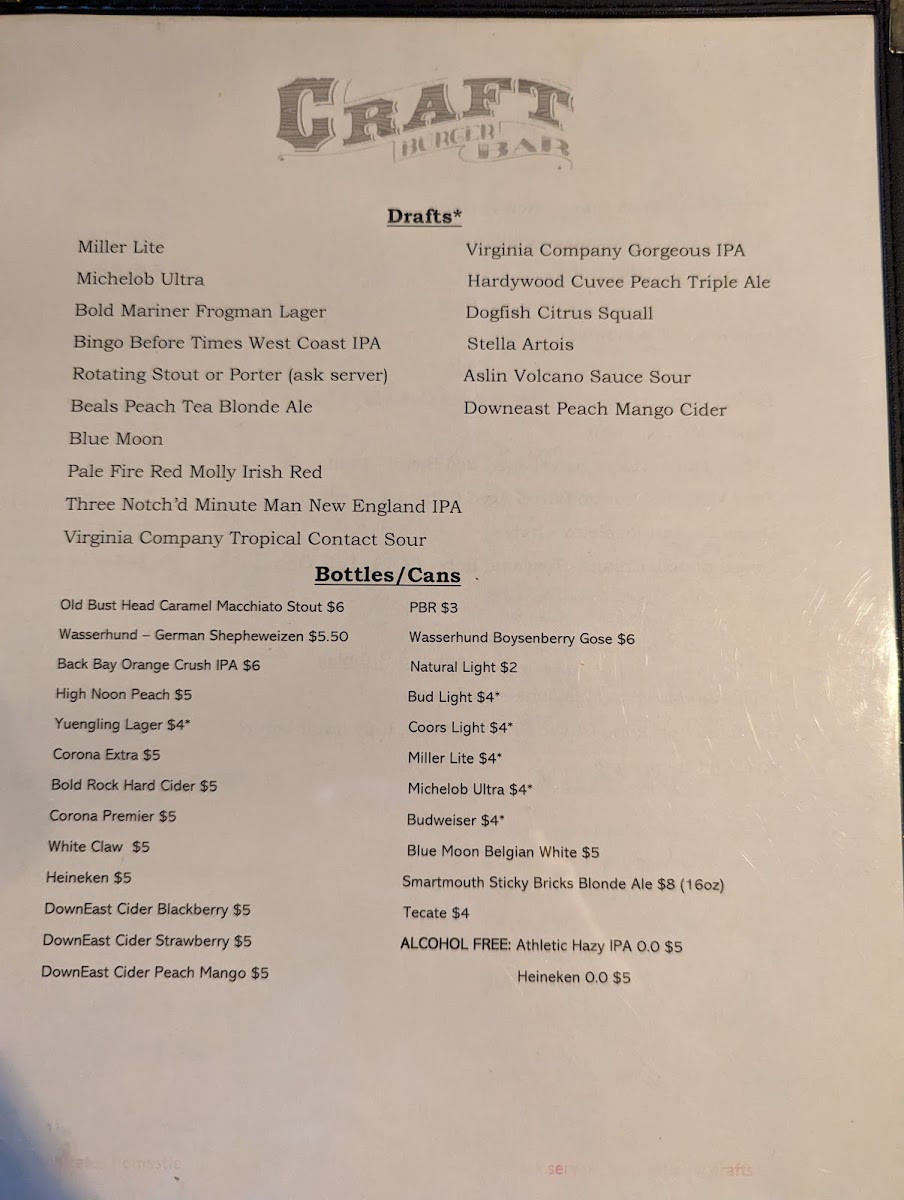 CRAFT
BURGER BAR
Drafts*
Miller Lite
Michelob Ultra
Bold Mariner Frogman Lager
Bingo Before Times West Coast IPA
Rotating Stout or Porter (ask server)
Beals Peach Tea Blonde Ale
Blue Moon
Pale Fire Red Molly Irish Red
Three Notch'd Minute Man New England IPA
Virginia Company Tropical Contact Sour
Virginia Company Gorgeous IPA
Hardywood Cuvee Peach Triple Ale
Dogfish Citrus Squall
Stella Artois
Aslin Volcano Sauce Sour
Downeast Peach Mango Cider
Bottles/Cans
Old Bust Head Caramel Macchiato Stout $6
Wasserhund – German Shepheweizen $5.50
Back Bay Orange Crush IPA $6
High Noon Peach $5
Yuengling Lager $4*
Corona Extra $5
Bold Rock Hard Cider $5
Corona Premier $5
White Claw $5
Heineken $5
DownEast Cider Blackberry $5
DownEast Cider Strawberry $5
DownEast Cider Peach Mango $5
PBR $3
Wasserhund Boysenberry Gose $6
Natural Light $2
Bud Light $4*
Coors Light $4*
Miller Lite $4*
Michelob Ultra $4*
Budweiser $4*
Blue Moon Belgian White $5
Smartmouth Sticky Bricks Blonde Ale $8 (16oz)
Tecate $4
ALCOHOL FREE: Athletic Hazy IPA 0.0 $5
Heineken 0.0 $5